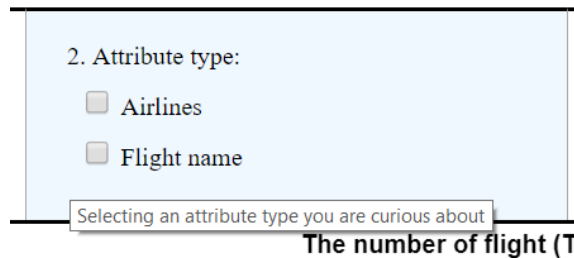 2. Attribute type:
Airlines
Flight name
Selecting an attribute type you are curious about
The number of flight (T